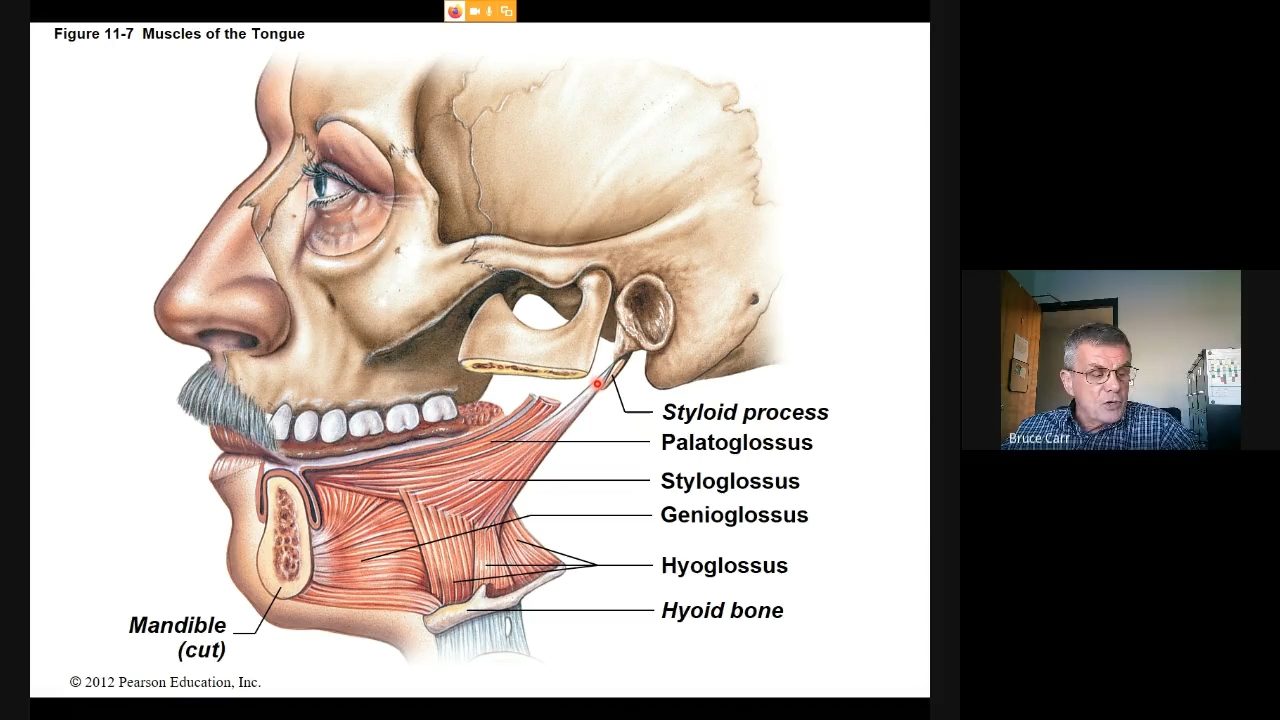 Figure 11-7 Muscles of the Tongue
Styloid process
Palatoglossus
Styloglossus
Genioglossus
Hyoglossus
Hyoid bone
Mandible
(cut)
© 2012 Pearson Education, Inc.
Bruce Carr